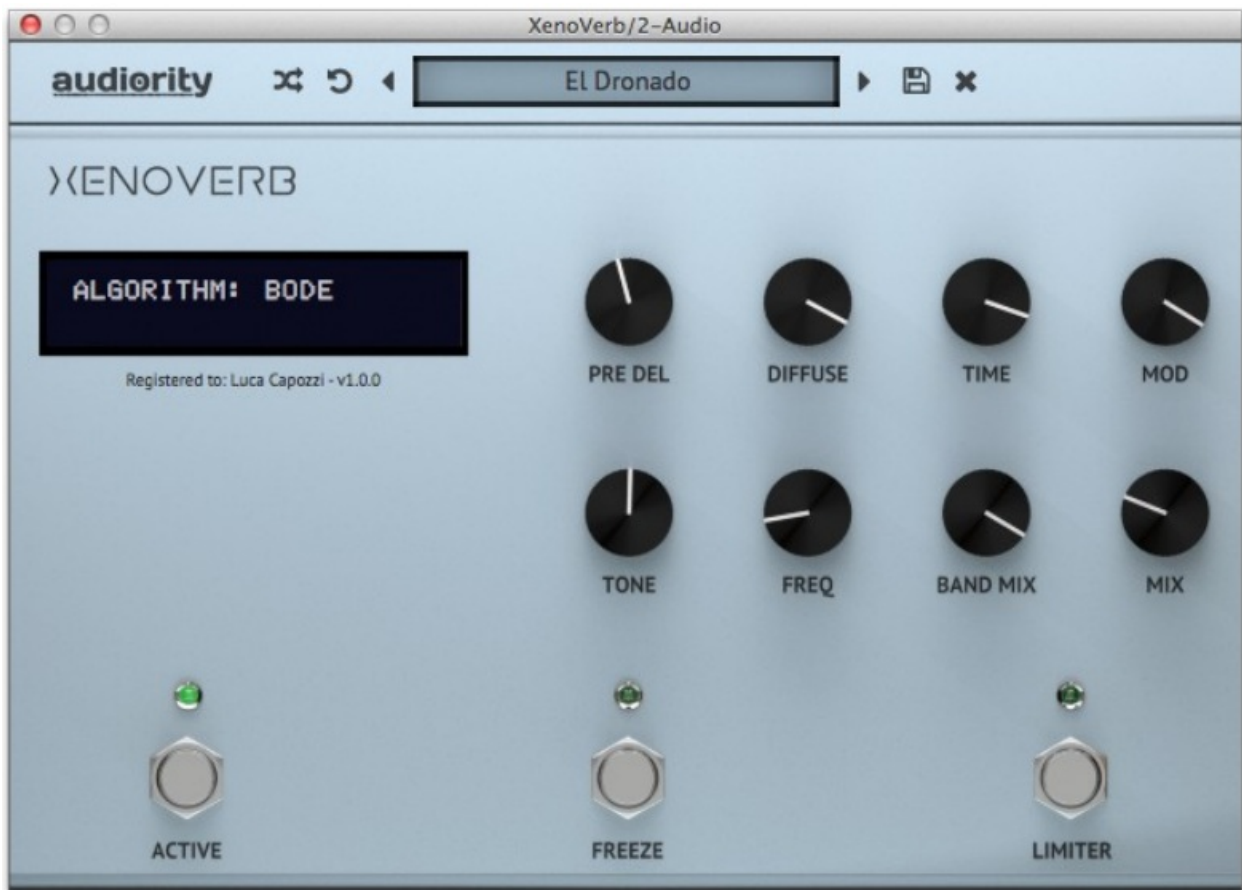 XenoVerb/2-Audio
audiority
El Dronado
XENOVERB
ALGORITHM: BODE
Registered to: Luca Capozzi - v1.0.0
PRE DEL DIFFUSE TIME MOD
TONE FREQ BAND MIX MIX
ACTIVE FREEZE LIMITER